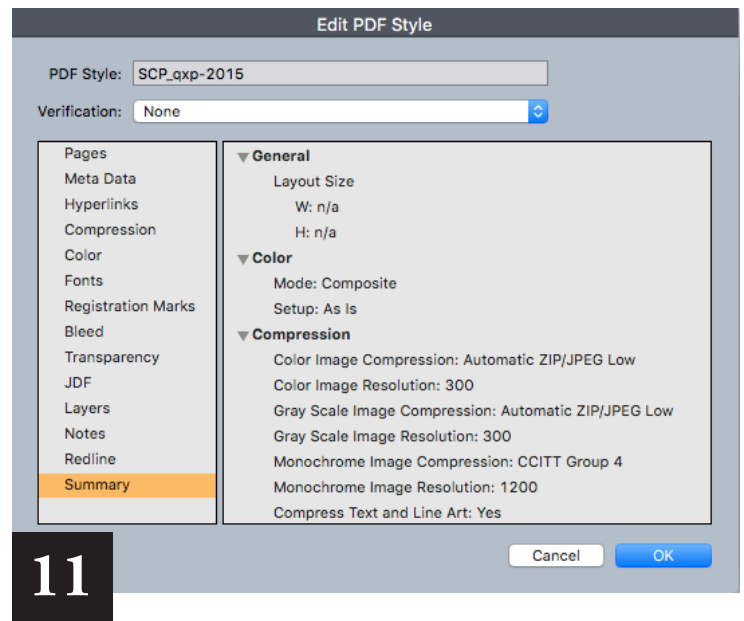 Edit PDF Style
PDF Style: SCP_qxp-2015
Verification: None
Pages
Meta Data
Hyperlinks
Compression
Color
Fonts
Registration Marks
Bleed
Transparency
JDF
Layers
Notes
Redline
Summary
General
Layout Size
W: n/a
H: n/a
Color
Mode: Composite
Setup: As Is
Compression
Color Image Compression: Automatic ZIP/JPEG Low
Color Image Resolution: 300
Gray Scale Image Compression: Automatic ZIP/JPEG Low
Gray Scale Image Resolution: 300
Monochrome Image Compression: CCITT Group 4
Monochrome Image Resolution: 1200
Compress Text and Line Art: Yes
Cancel OK
11